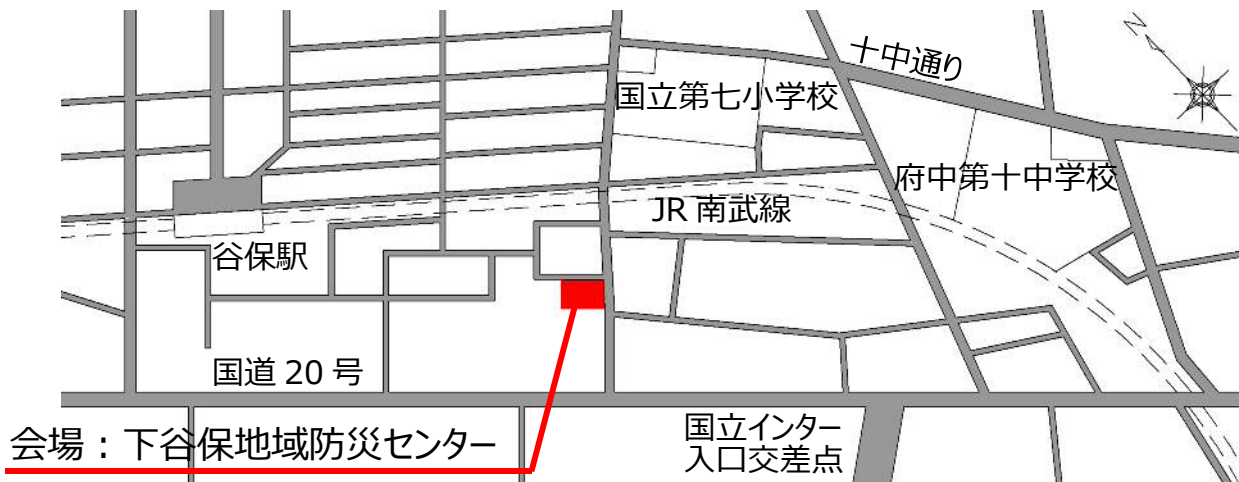 N
十中通り
国立第七小学校
府中第十中学校
JR 南武線
谷保駅
国道 20 号
国立インター
入口交差点
会場：下谷保地域防災センター